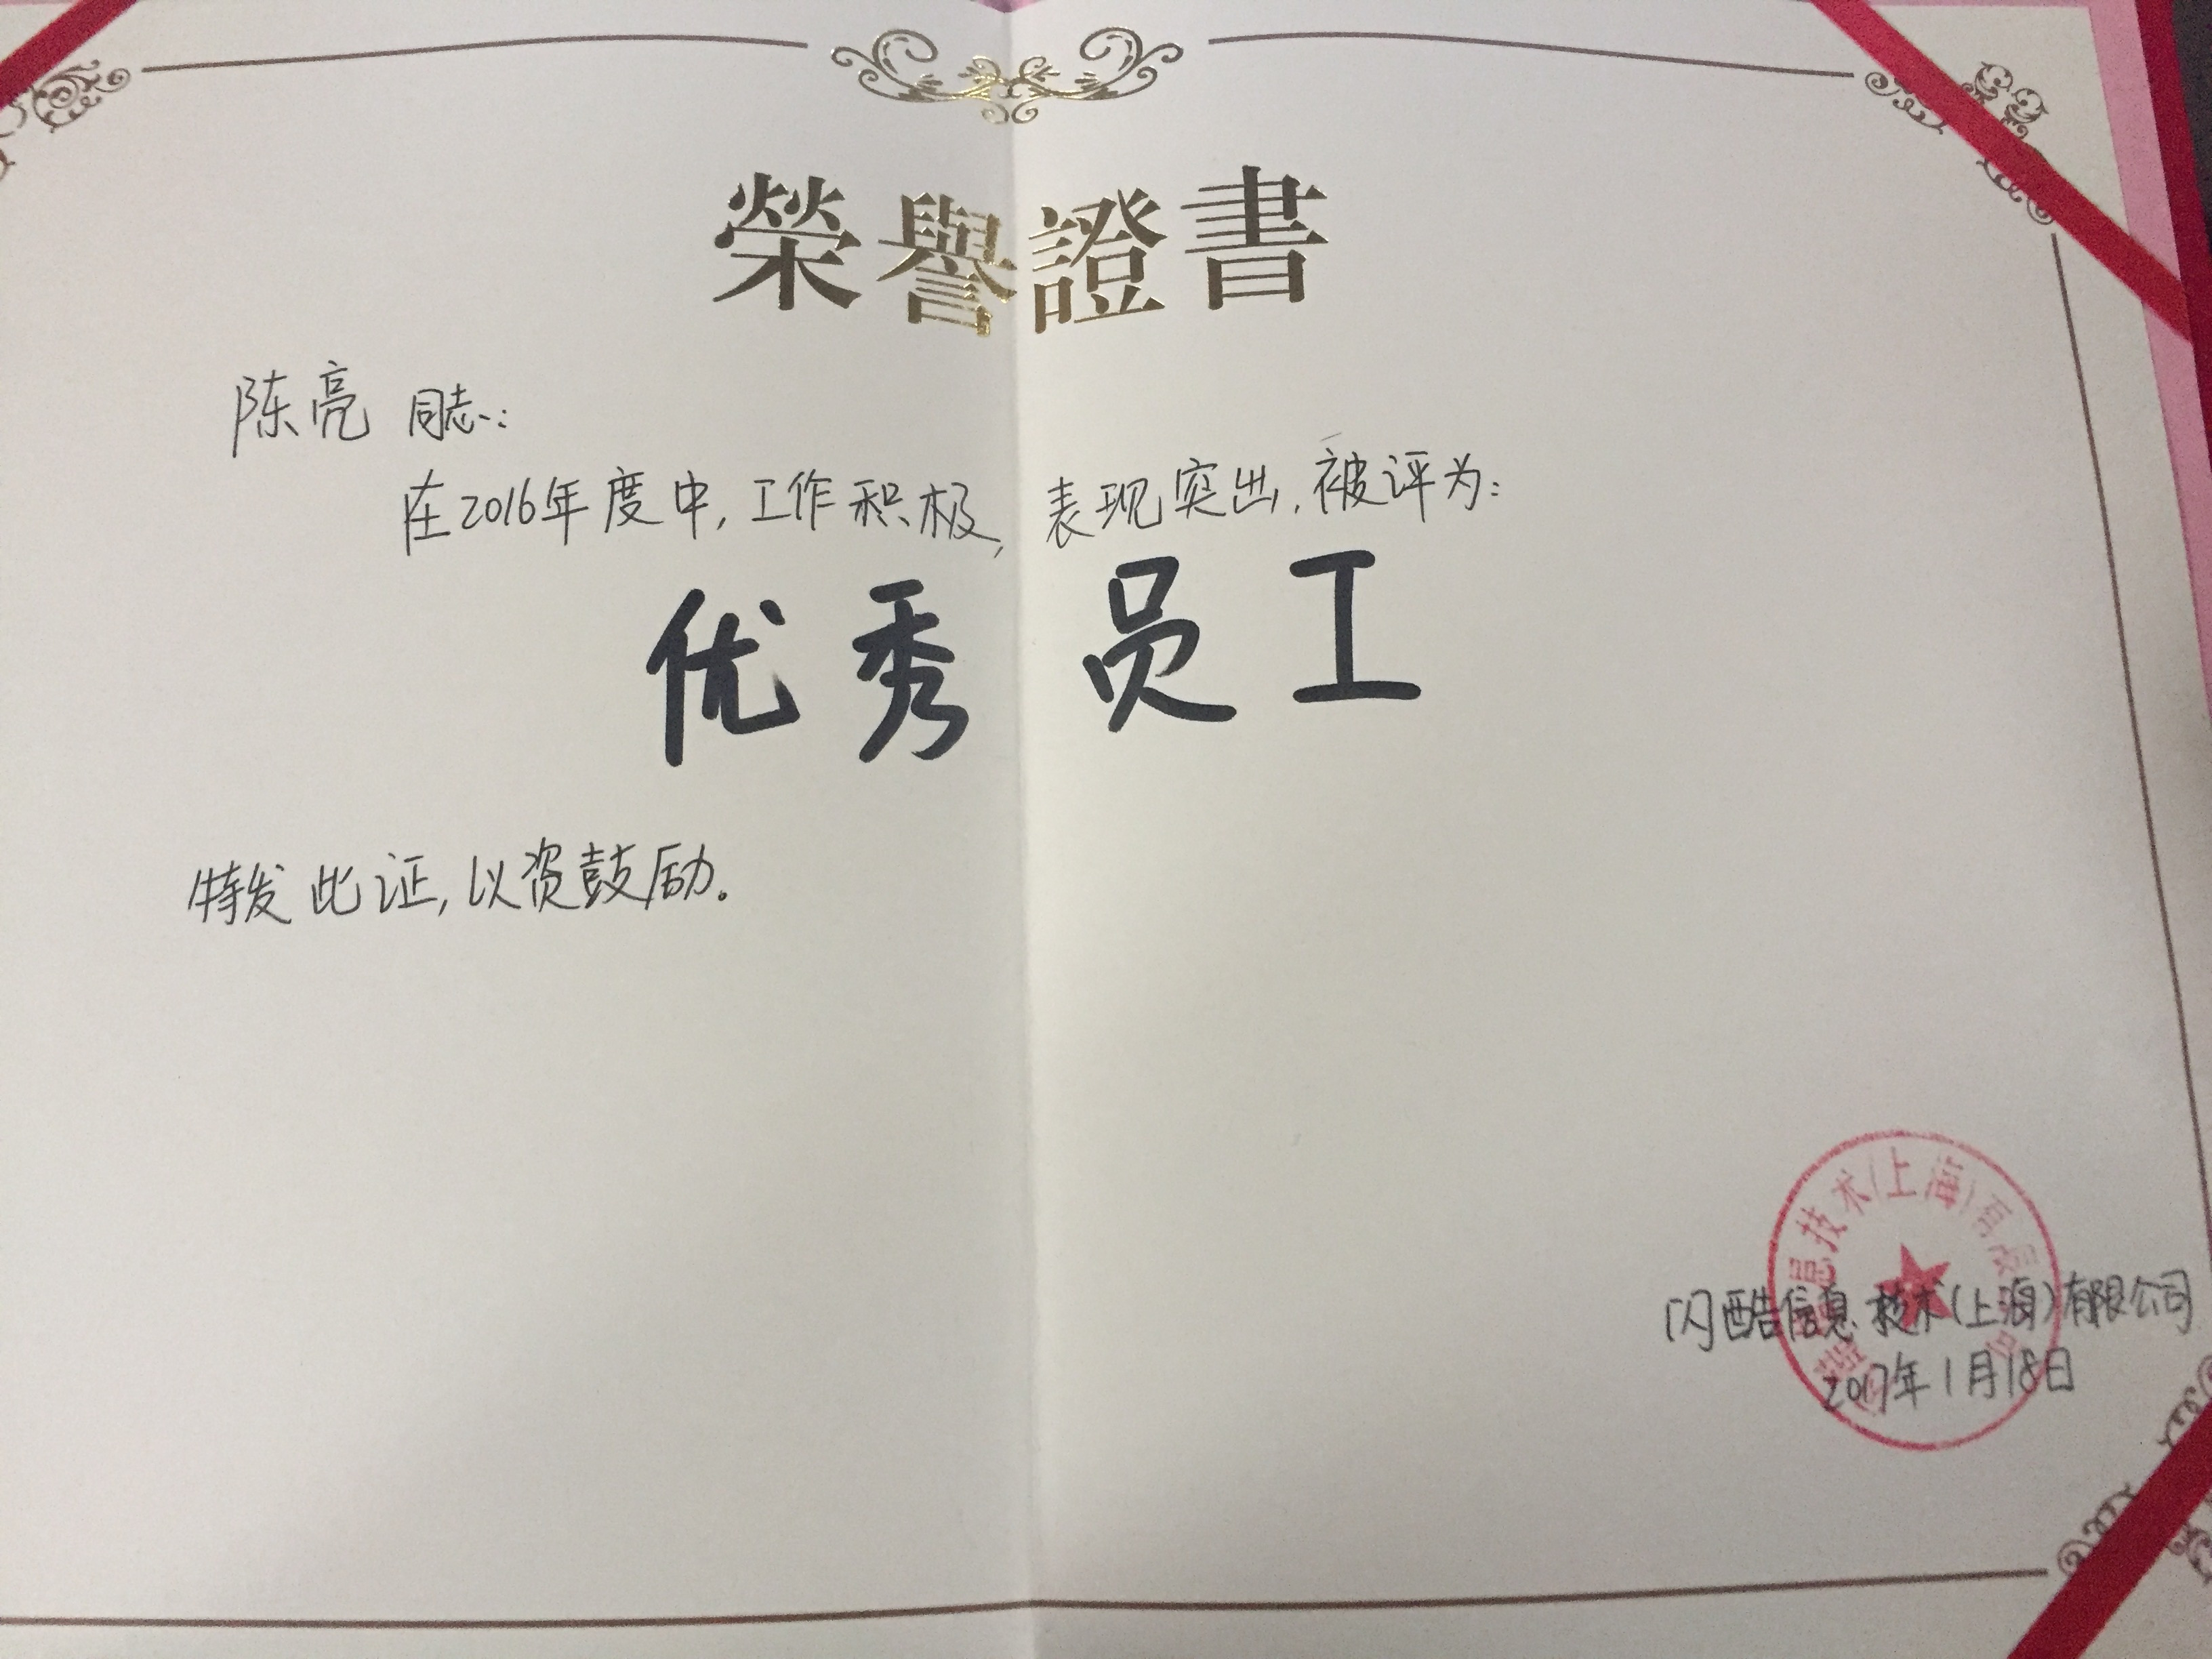 榮譽證書
陈亮 同志:
在2016年度中,工作积极,表现突出,被评为:
优秀员工
特发此证,以资鼓励。
息技术(上海)有限
闪酷信息技术(上海)有限公司
2017年1月18日